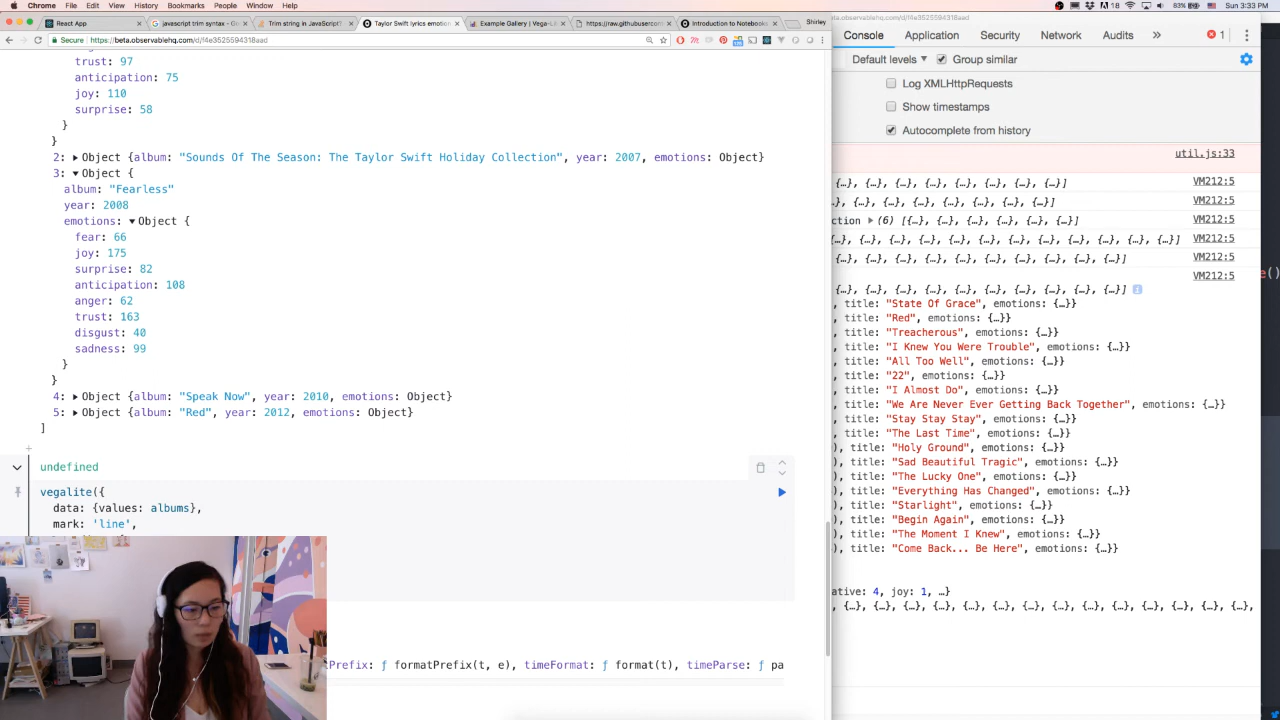 Chrome File Edit View History Bookmarks People Window Help
18 83% Sun 3:33 PM
React App
javascript trim syntax - G
Trim string in JavaScript?
Taylor Swift lyrics emotion
Example Gallery | Vega-L
https://raw.githubusercon
Introduction to Notebooks
Shirley
Secure https://beta.observablehq.com/d/f4e3525594318aad
beta.observablehq.com/d/f4e3525594318aad
Console Application Security Network Audits » 1
Default levels ▼ Group similar
Log XMLHttpRequests
Show timestamps
Autocomplete from history
trust: 97
anticipation: 75
joy: 110
surprise: 58
}
}
2: ▶ Object {album: "Sounds Of The Season: The Taylor Swift Holiday Collection", year: 2007, emotions: Object}
3: ▼ Object {
album: "Fearless"
year: 2008
emotions: ▼ Object {
fear: 66
joy: 175
surprise: 82
anticipation: 108
anger: 62
trust: 163
disgust: 40
sadness: 99
}
}
4: ▶ Object {album: "Speak Now", year: 2010, emotions: Object}
5: ▶ Object {album: "Red", year: 2012, emotions: Object}
]
undefined
vegalite({
data: {values: albums},
mark: 'line',
Prefix: ƒ formatPrefix(t, e), timeFormat: ƒ format(t), timeParse: ƒ pa
util.js:33
{…}, {…}, {…}, {…}, {…}, {…}, {…}, {…}] VM212:5
, {…}, {…}, {…}, {…}, {…}, {…}, {…}] VM212:5
ction ▶ (6) [{…}, {…}, {…}, {…}, {…}, {…}] VM212:5
{…}, {…}, {…}, {…}, {…}, {…}, {…}, {…}, {…}, {…}, {…}, {…}] VM212:5
, {…}, {…}, {…}, {…}, {…}, {…}, {…}, {…}, {…}] VM212:5
VM212:5
{…}, {…}, {…}, {…}, {…}, {…}, {…}, {…}, {…}, {…}] i
, title: "State Of Grace", emotions: {…}}
, title: "Red", emotions: {…}}
, title: "Treacherous", emotions: {…}}
, title: "I Knew You Were Trouble", emotions: {…}}
, title: "All Too Well", emotions: {…}}
, title: "22", emotions: {…}}
, title: "I Almost Do", emotions: {…}}
, title: "We Are Never Ever Getting Back Together", emotions: {…}}
, title: "Stay Stay Stay", emotions: {…}}
), title: "The Last Time", emotions: {…}}
), title: "Holy Ground", emotions: {…}}
), title: "Sad Beautiful Tragic", emotions: {…}}
), title: "The Lucky One", emotions: {…}}
), title: "Everything Has Changed", emotions: {…}}
), title: "Starlight", emotions: {…}}
), title: "Begin Again", emotions: {…}}
), title: "The Moment I Knew", emotions: {…}}
), title: "Come Back... Be Here", emotions: {…}}
ative: 4, joy: 1, …}
, {…}, {…}, {…}, {…}, {…}, {…}, {…}, {…}, {…}, {…}, {…}, {…}, {…},
e()